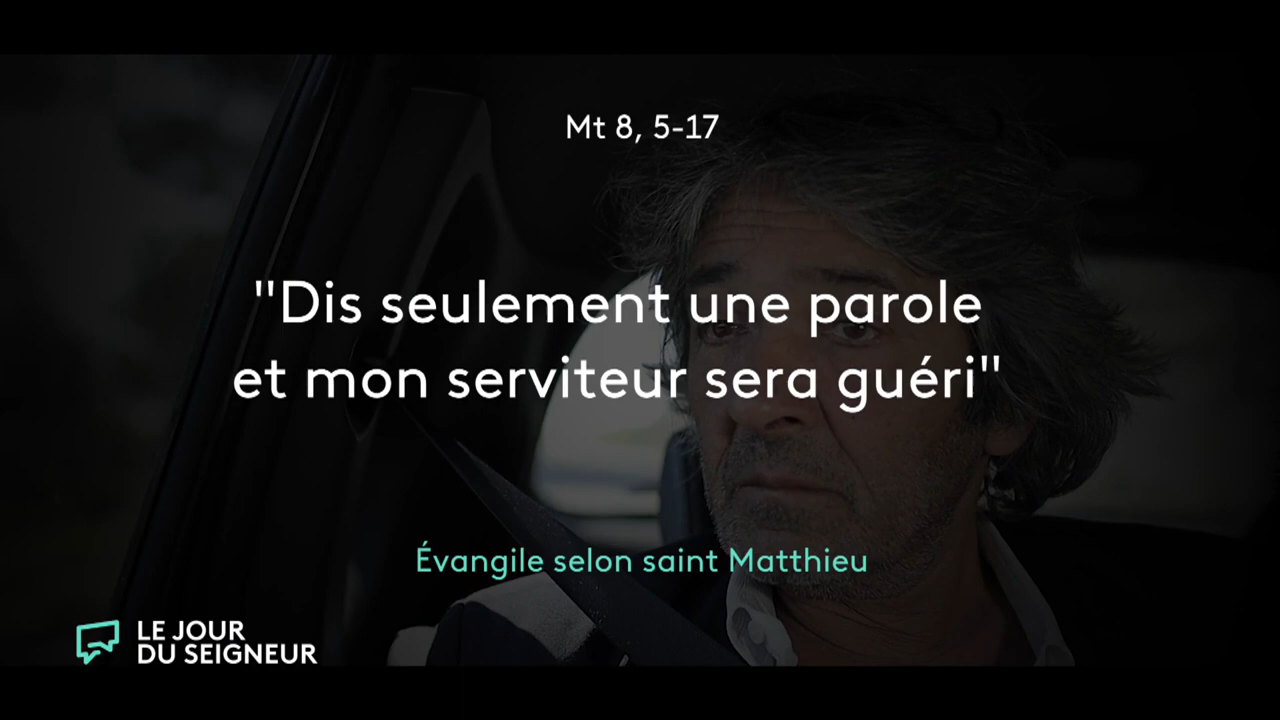 Mt 8, 5-17
"Dis seulement une parole
et mon serviteur sera guéri"
Évangile selon saint Matthieu
LE JOUR
DU SEIGNEUR